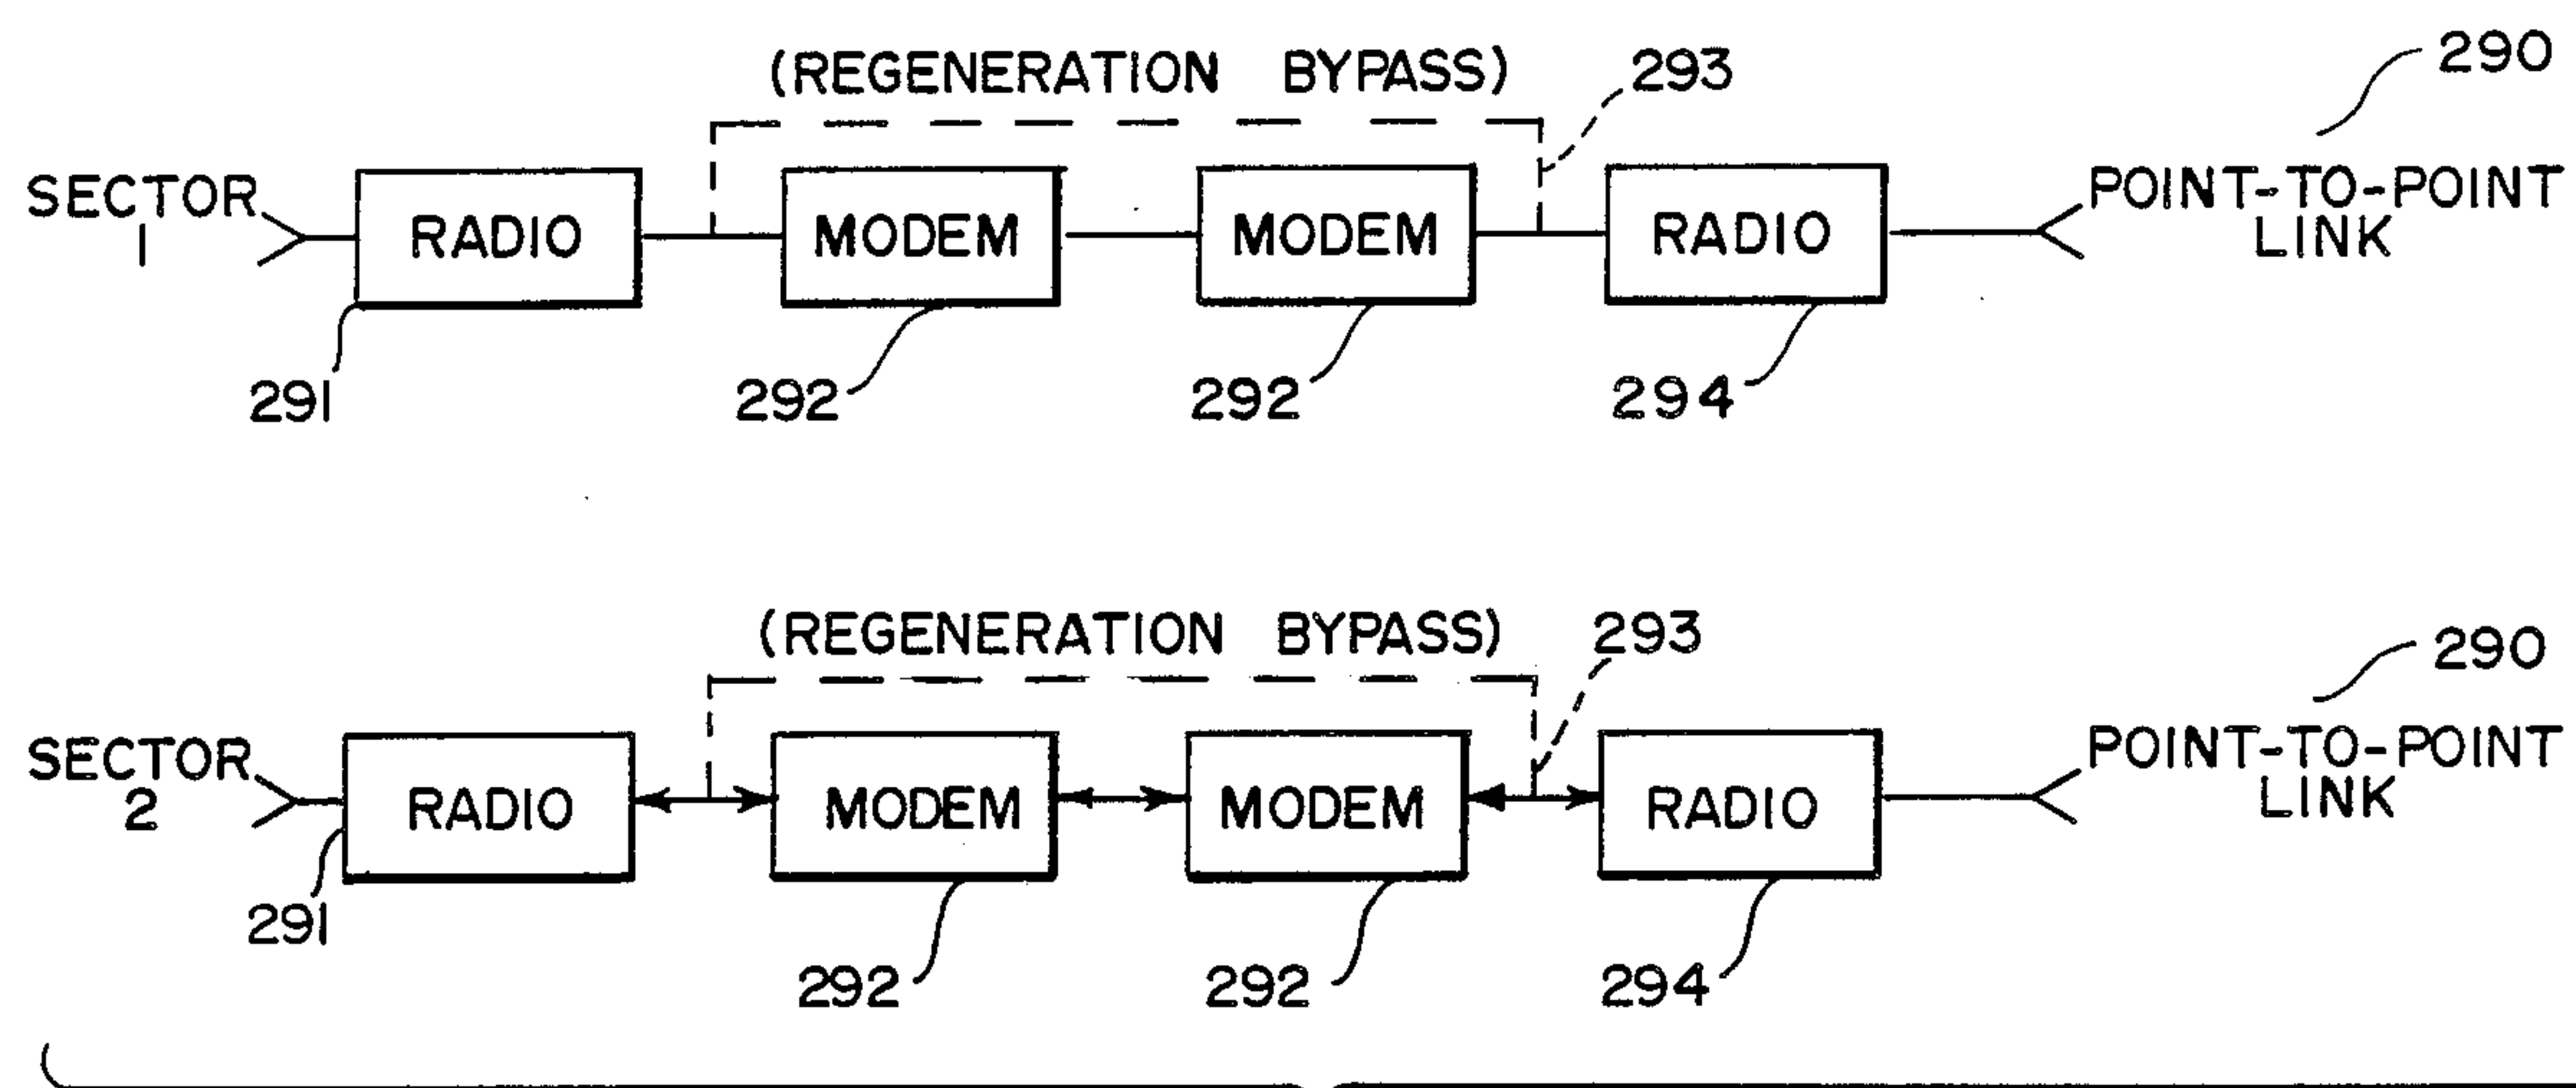 (REGENERATION BYPASS)
293
290
SECTOR
1
RADIO
MODEM
MODEM
RADIO
POINT-TO-POINT
LINK
291
292
292
294
(REGENERATION BYPASS)
293
290
SECTOR
2
RADIO
MODEM
MODEM
RADIO
POINT-TO-POINT
LINK
291
292
292
294